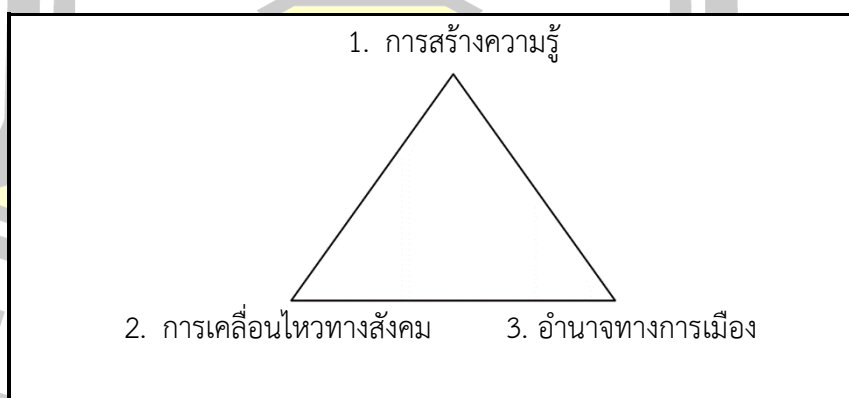 1. การสร้างความรู้
2. การเคลื่อนไหวทางสังคม 3. อำนาจทางการเมือง